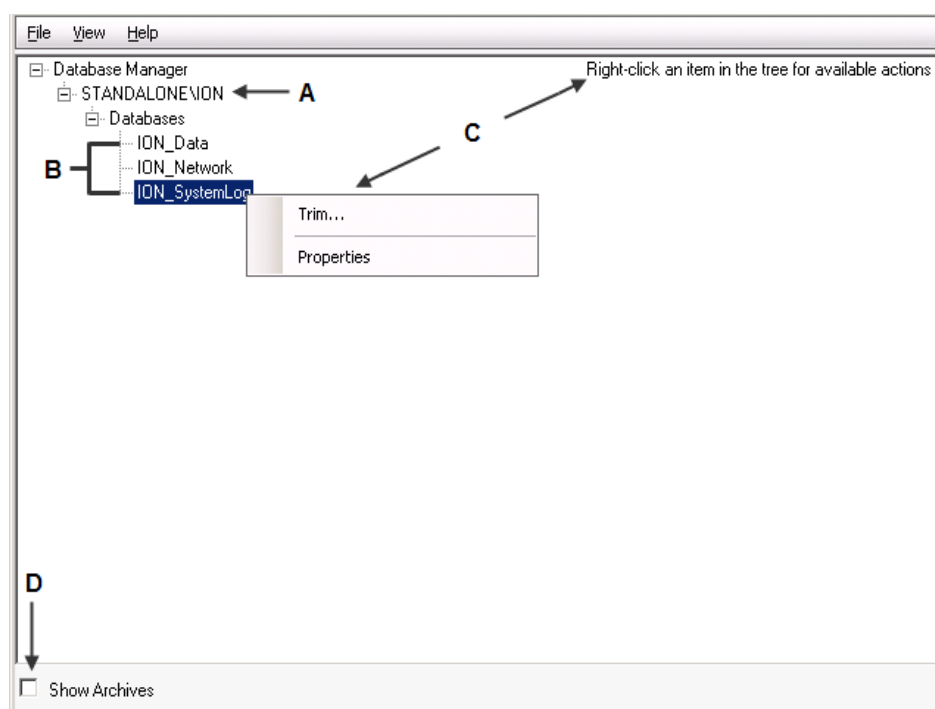 File View Help
Database Manager
Right-click an item in the tree for available actions
STANDALONE\ION
A
Databases
C
ION_Data
B
ION_Network
ION_SystemLog
Trim...
Properties
D
Show Archives